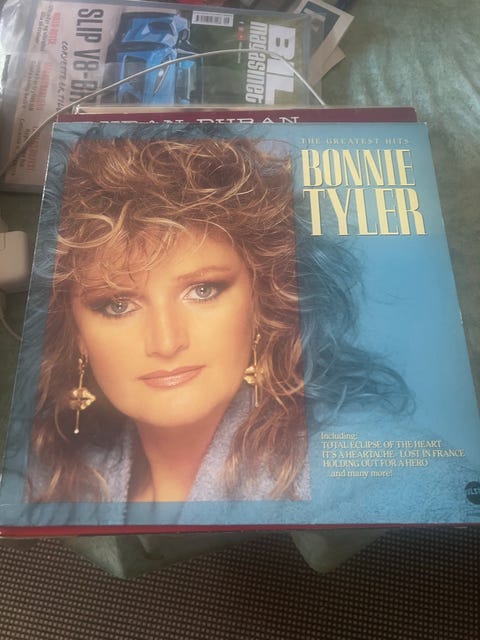 SLIP V8-B
BIL
magasinet
DURAN DURAN
THE GREATEST HITS
BONNIE
TYLER
Including:
TOTAL ECLIPSE OF THE HEART
IT'S A HEARTACHE · LOST IN FRANCE
HOLDING OUT FOR A HERO
and many more!